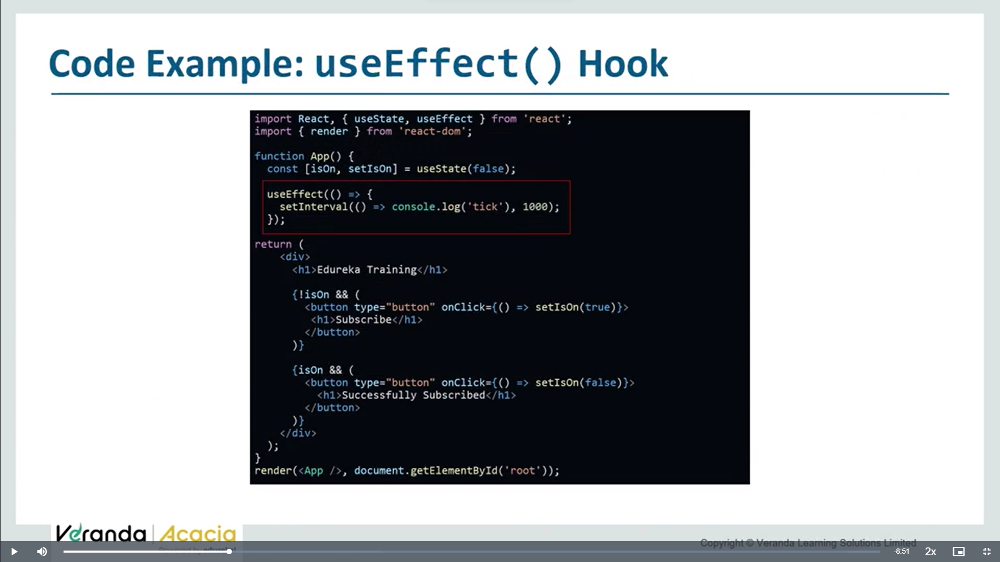 Code Example: useEffect() Hook
import React, { useState, useEffect } from 'react';
import { render } from 'react-dom';
function App() {
const [isOn, setIsOn] = useState(false);
useEffect(() => {
setInterval(() => console.log('tick'), 1000);
});
return (
<div>
<h1>Edureka Training</h1>
{!isOn && (
<button type="button" onClick={() => setIsOn(true)}>
<h1>Subscribe</h1>
</button>
)}
{isOn && (
<button type="button" onClick={() => setIsOn(false)}>
<h1>Successfully Subscribed</h1>
</button>
)}
</div>
);
}
render(<App />, document.getElementById('root'));
Veranda | Acacia
Powered by edureka!
Copyright © Veranda Learning Solutions Limited
-8:51
2x